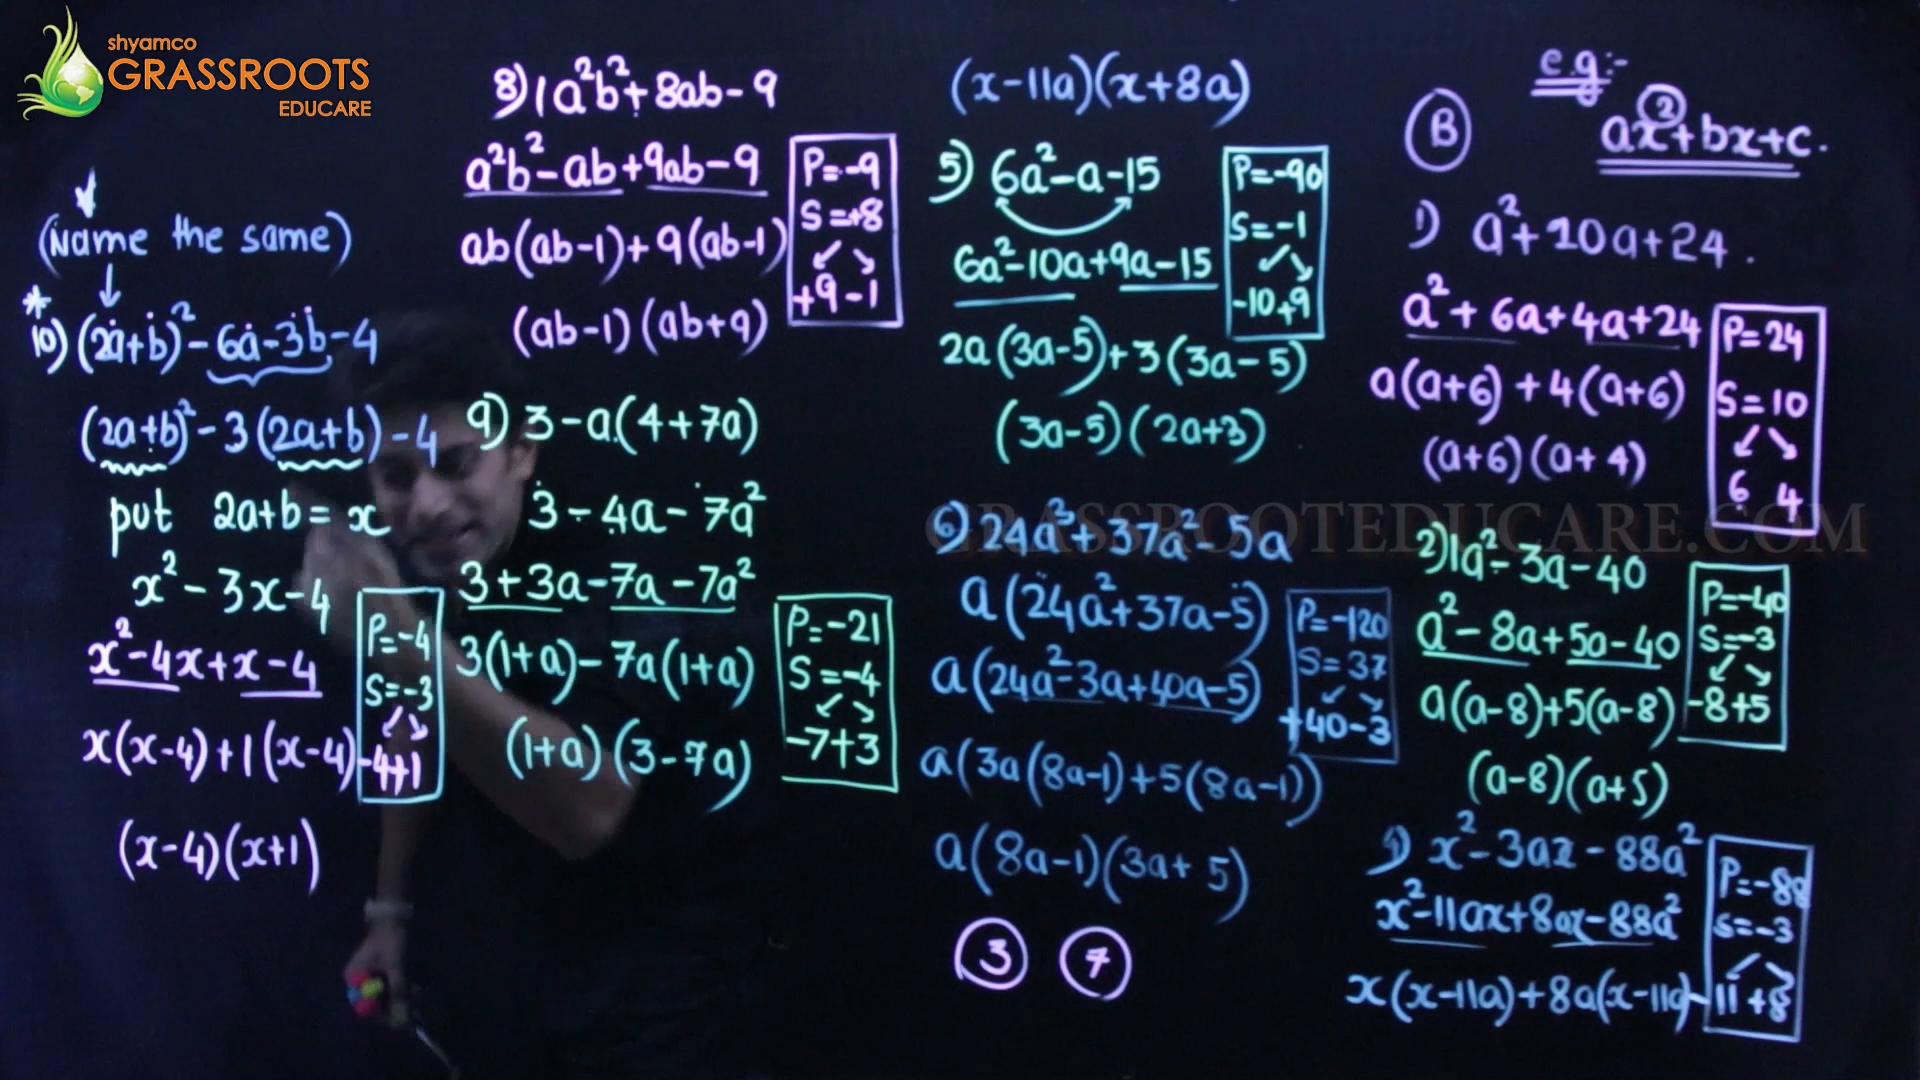 shyamco
GRASSROOTS
EDUCARE
(Name the same)
*
10) (2a+b)² - 6a - 3b - 4
(2a+b)² - 3(2a+b) - 4
put 2a+b = x
x² - 3x - 4
x² - 4x + x - 4
x(x-4) + 1(x-4)
(x-4)(x+1)
P=-4
S=-3
-4+1
8) 1a²b² + 8ab - 9
a²b² - ab + 9ab - 9
ab(ab-1) + 9(ab-1)
(ab-1)(ab+9)
P=-9
S=+8
+9 -1
9) 3 - a(4+7a)
3 - 4a - 7a²
3 + 3a - 7a - 7a²
3(1+a) - 7a(1+a)
(1+a)(3-7a)
P=-21
S=-4
-7+3
(x-11a)(x+8a)
5) 6a² - a - 15
6a² - 10a + 9a - 15
2a(3a-5) + 3(3a-5)
(3a-5)(2a+3)
P=-90
S=-1
-10+9
GRASSROOTEDUCARE.COM
6) 24a³ + 37a² - 5a
a(24a² + 37a - 5)
a(24a² - 3a + 40a - 5)
a(3a(8a-1) + 5(8a-1))
a(8a-1)(3a+5)
P=-120
S=37
+40-3
3 7
e.g:-
B ax²+bx+c.
1) a² + 10a + 24.
a² + 6a + 4a + 24
a(a+6) + 4(a+6)
(a+6)(a+4)
P=24
S=10
6 4
2) 1a² - 3a - 40
a² - 8a + 5a - 40
a(a-8) + 5(a-8)
(a-8)(a+5)
P=-40
S=-3
-8+5
4) x² - 3ax - 88a²
x² - 11ax + 8ax - 88a²
x(x-11a) + 8a(x-11a)
P=-88
S=-3
-11 +8